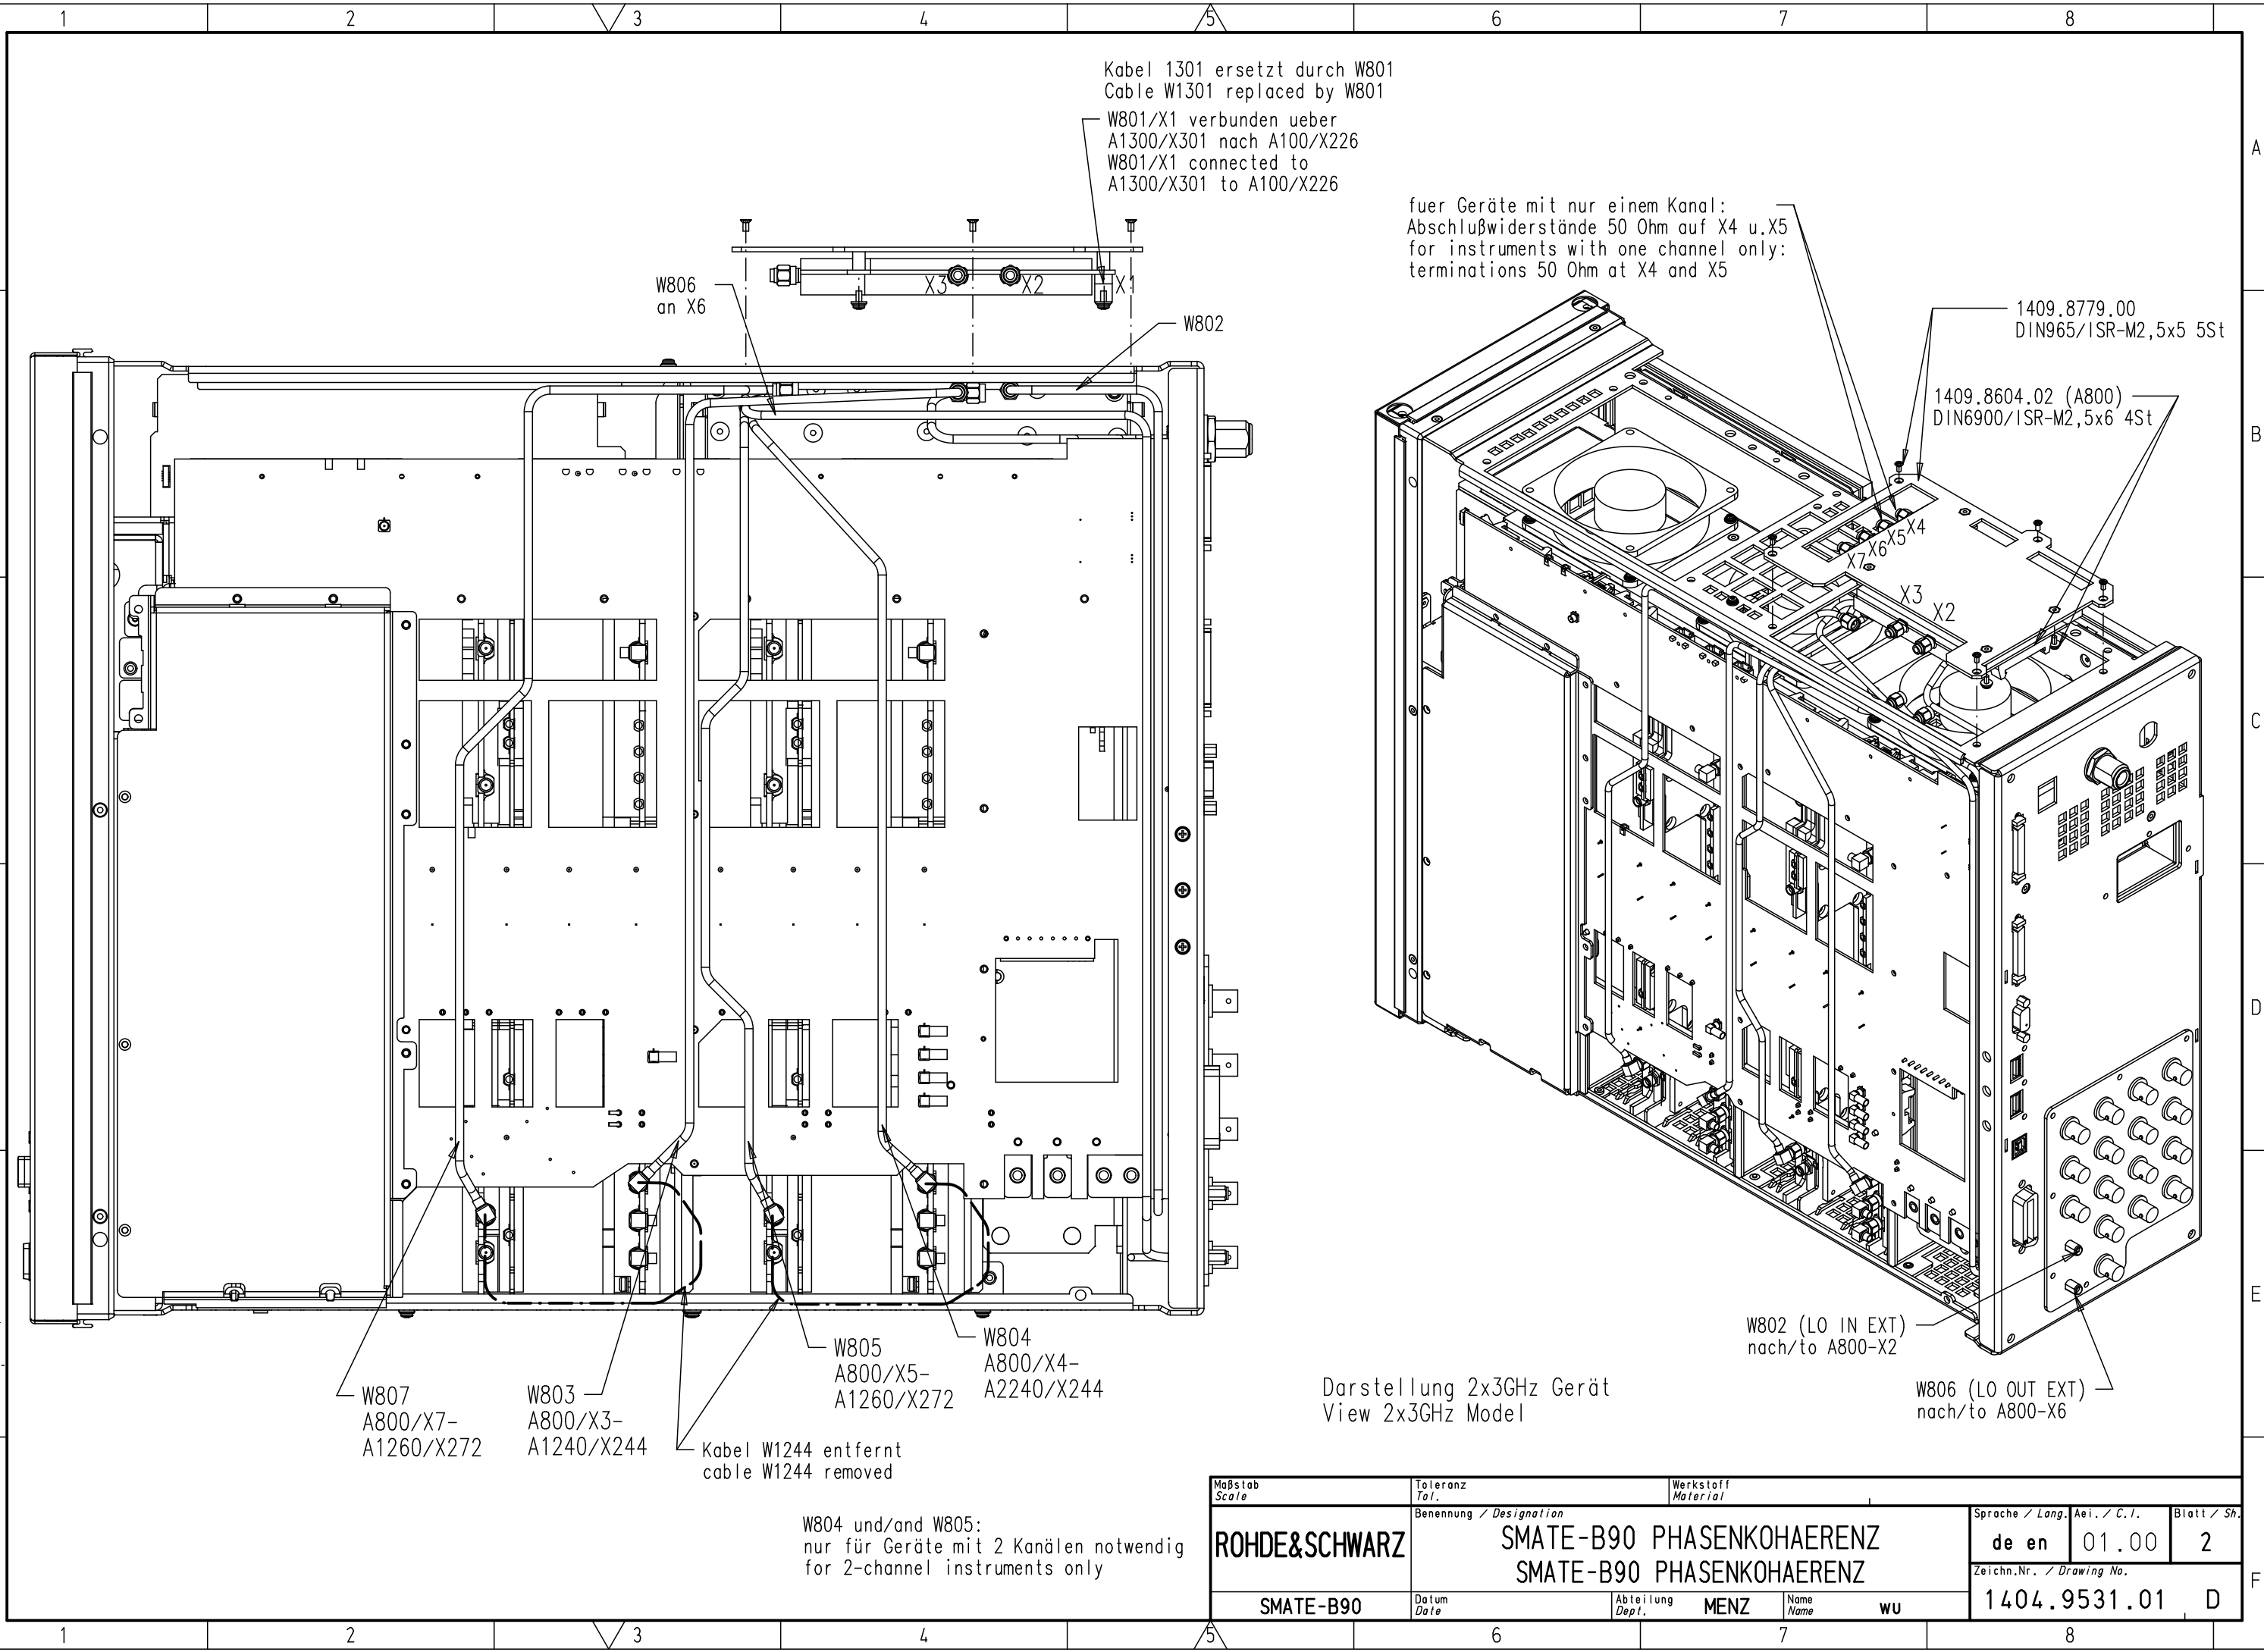 1 2 3 4 5 6 7 8
Kabel 1301 ersetzt durch W801
Cable W1301 replaced by W801
W801/X1 verbunden ueber
A1300/X301 nach A100/X226
W801/X1 connected to
A1300/X301 to A100/X226
A
fuer Geräte mit nur einem Kanal:
Abschlußwiderstände 50 Ohm auf X4 u.X5
for instruments with one channel only:
terminations 50 Ohm at X4 and X5
W806
an X6
X3 X2 X1
W802
1409.8779.00
DIN965/ISR-M2,5x5 5St
1409.8604.02 (A800)
DIN6900/ISR-M2,5x6 4St
B
X4
X5
X6
X7
X3
X2
C
D
E
W802 (LO IN EXT)
nach/to A800-X2
W806 (LO OUT EXT)
nach/to A800-X6
W807
A800/X7-
A1260/X272
W803
A800/X3-
A1240/X244
W805
A800/X5-
A1260/X272
W804
A800/X4-
A2240/X244
Kabel W1244 entfernt
cable W1244 removed
Darstellung 2x3GHz Gerät
View 2x3GHz Model
W804 und/and W805:
nur für Geräte mit 2 Kanälen notwendig
for 2-channel instruments only
Maßstab
Scale
Toleranz
Tol.
Werkstoff
Material
ROHDE&SCHWARZ
Benennung / Designation
SMATE-B90 PHASENKOHAERENZ
SMATE-B90 PHASENKOHAERENZ
Sprache / Lang.
de en
Aei. / C.I.
01.00
Blatt / Sh.
2
Zeichn.Nr. / Drawing No.
1404.9531.01 D
SMATE-B90
Datum
Date
Abteilung
Dept.
MENZ
Name
Name
WU
F
1 2 3 4 5 6 7 8